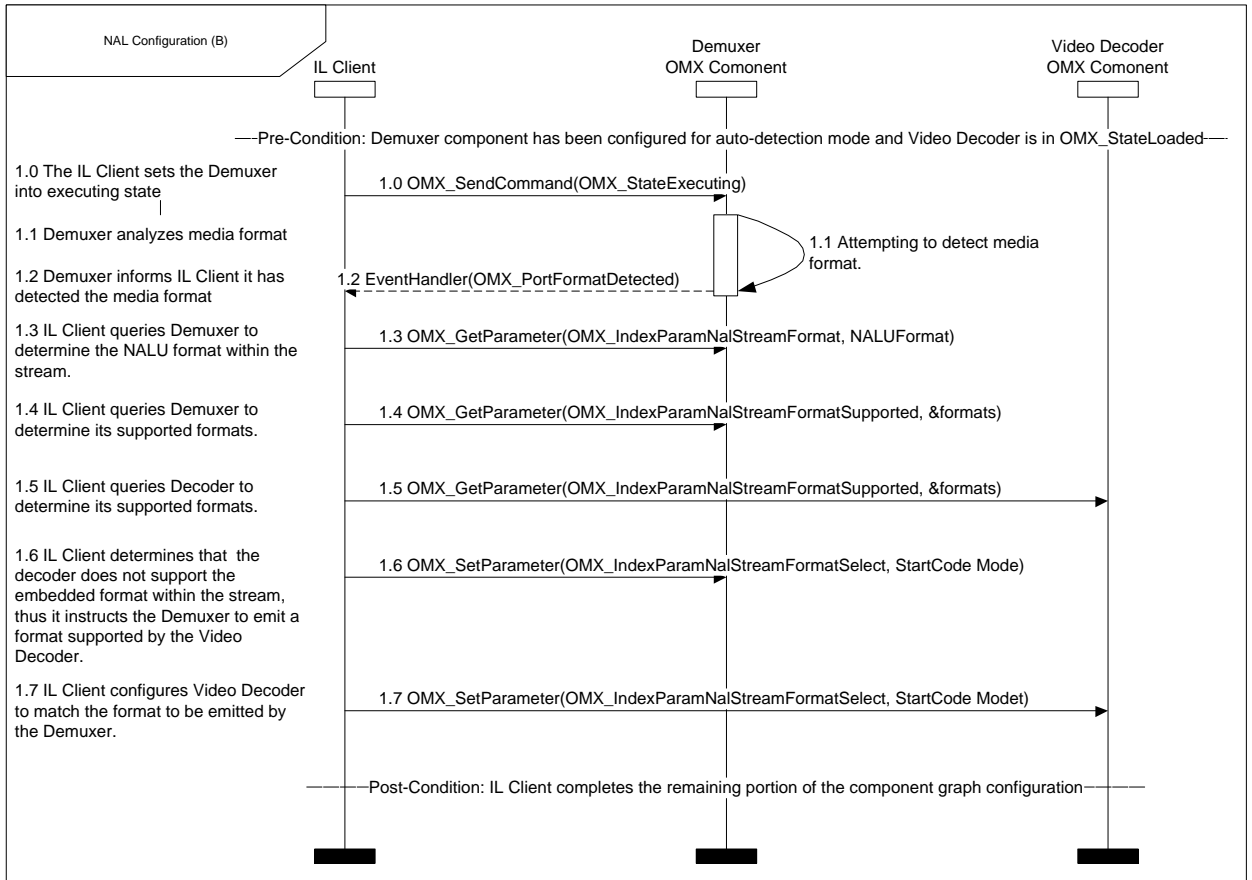 NAL Configuration (B)
IL Client
Demuxer
OMX Comonent
Video Decoder
OMX Comonent
Pre-Condition: Demuxer component has been configured for auto-detection mode and Video Decoder is in OMX_StateLoaded
1.0 The IL Client sets the Demuxer
into executing state
1.0 OMX_SendCommand(OMX_StateExecuting)
1.1 Demuxer analyzes media format
1.1 Attempting to detect media
format.
1.2 Demuxer informs IL Client it has
detected the media format
1.2 EventHandler(OMX_PortFormatDetected)
1.3 IL Client queries Demuxer to
determine the NALU format within the
stream.
1.3 OMX_GetParameter(OMX_IndexParamNalStreamFormat, NALUFormat)
1.4 IL Client queries Demuxer to
determine its supported formats.
1.4 OMX_GetParameter(OMX_IndexParamNalStreamFormatSupported, &formats)
1.5 IL Client queries Decoder to
determine its supported formats.
1.5 OMX_GetParameter(OMX_IndexParamNalStreamFormatSupported, &formats)
1.6 IL Client determines that the
decoder does not support the
embedded format within the stream,
thus it instructs the Demuxer to emit a
format supported by the Video
Decoder.
1.6 OMX_SetParameter(OMX_IndexParamNalStreamFormatSelect, StartCode Mode)
1.7 IL Client configures Video Decoder
to match the format to be emitted by
the Demuxer.
1.7 OMX_SetParameter(OMX_IndexParamNalStreamFormatSelect, StartCode Modet)
Post-Condition: IL Client completes the remaining portion of the component graph configuration